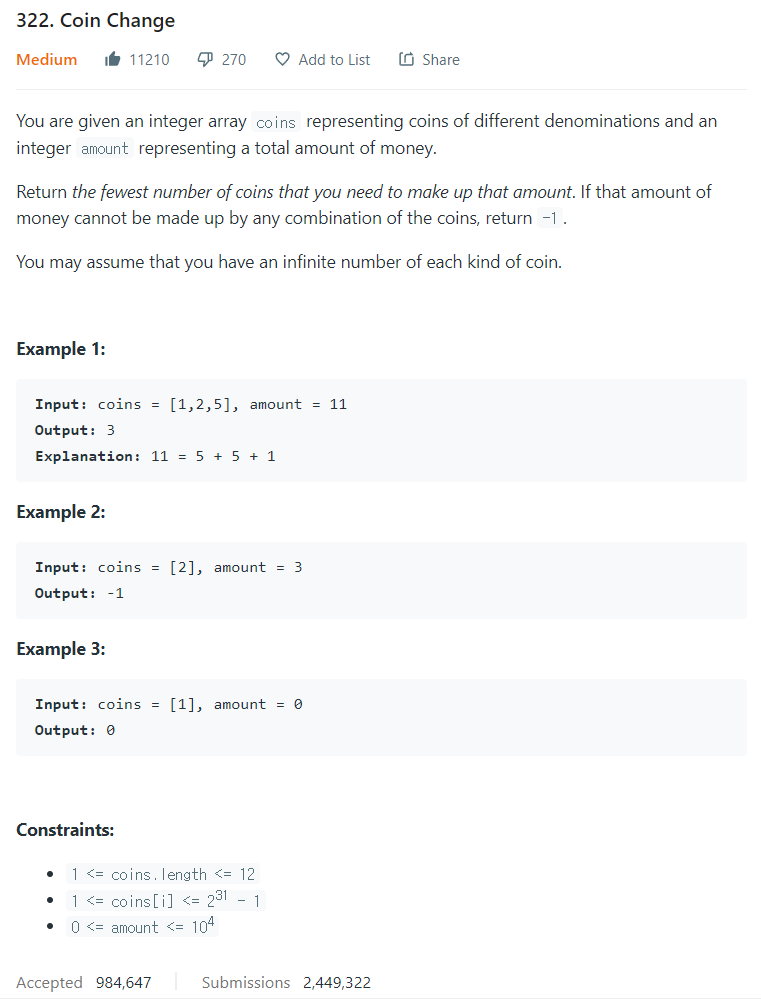 322. Coin Change
Medium 11210 270 Add to List Share
You are given an integer array coins representing coins of different denominations and an
integer amount representing a total amount of money.
Return the fewest number of coins that you need to make up that amount. If that amount of
money cannot be made up by any combination of the coins, return -1.
You may assume that you have an infinite number of each kind of coin.
Example 1:
Input: coins = [1,2,5], amount = 11
Output: 3
Explanation: 11 = 5 + 5 + 1
Example 2:
Input: coins = [2], amount = 3
Output: -1
Example 3:
Input: coins = [1], amount = 0
Output: 0
Constraints:
• 1 <= coins.length <= 12
• 1 <= coins[i] <= 2³¹ - 1
• 0 <= amount <= 10⁴
Accepted 984,647 Submissions 2,449,322